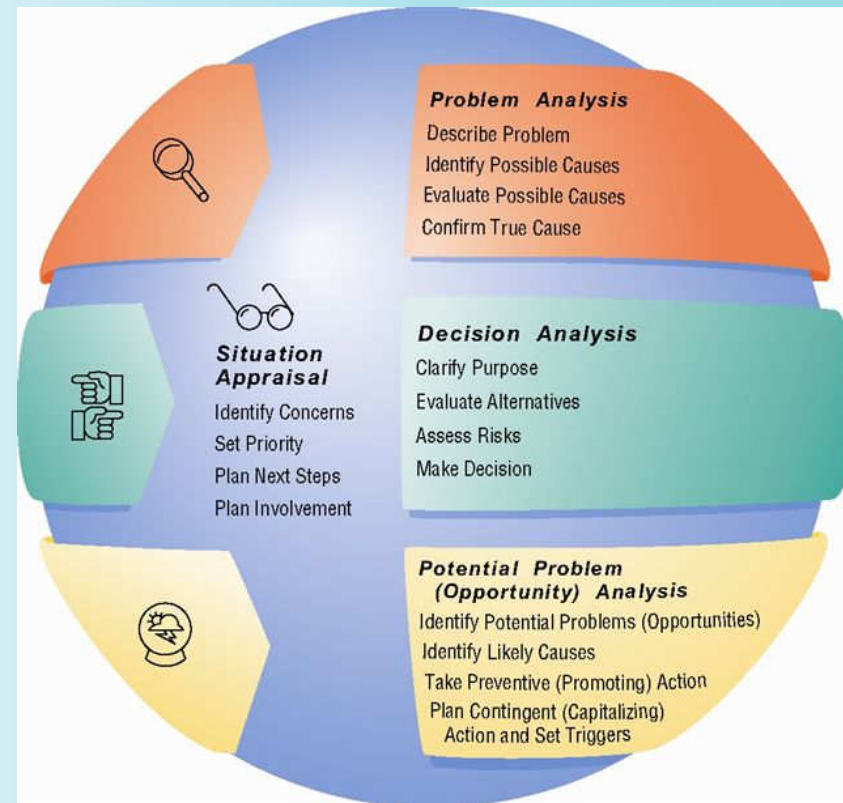 Problem Analysis
Describe Problem
Identify Possible Causes
Evaluate Possible Causes
Confirm True Cause
Situation
Appraisal
Identify Concerns
Set Priority
Plan Next Steps
Plan Involvement
Decision Analysis
Clarify Purpose
Evaluate Alternatives
Assess Risks
Make Decision
Potential Problem
(Opportunity) Analysis
Identify Potential Problems (Opportunities)
Identify Likely Causes
Take Preventive (Promoting) Action
Plan Contingent (Capitalizing)
Action and Set Triggers